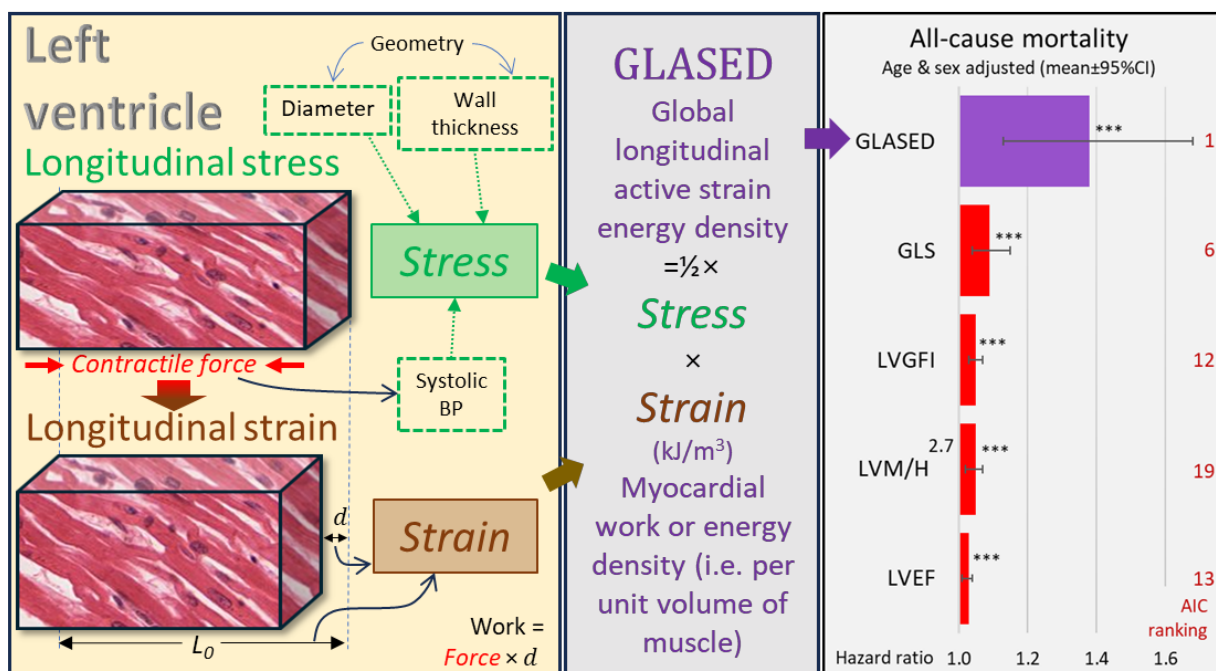 Left
ventricle
Geometry
Diameter
Wall
thickness
Longitudinal stress
Stress
Contractile force
Systolic
BP
Longitudinal strain
d
Strain
L0
Work =
Force × d
GLASED
Global
longitudinal
active strain
energy density
=½ ×
Stress
×
Strain
(kJ/m³)
Myocardial
work or energy
density (i.e. per
unit volume of
muscle)
All-cause mortality
Age & sex adjusted (mean±95%CI)
GLASED *** 1
GLS *** 6
LVGFI *** 12
LVM/H 2.7 *** 19
LVEF *** 13
AIC
ranking
Hazard ratio 1.0 1.2 1.4 1.6